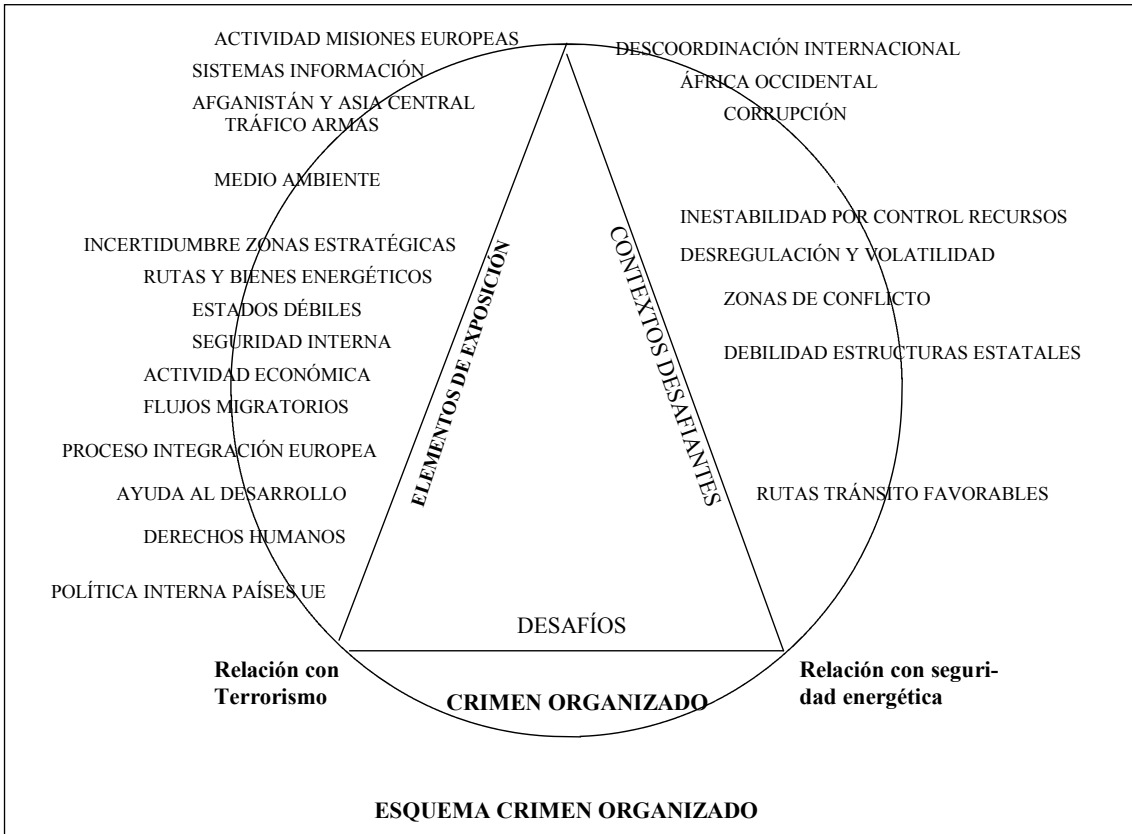 ACTIVIDAD MISIONES EUROPEAS
SISTEMAS INFORMACIÓN
AFGANISTÁN Y ASIA CENTRAL
TRÁFICO ARMAS
MEDIO AMBIENTE
INCERTIDUMBRE ZONAS ESTRATÉGICAS
RUTAS Y BIENES ENERGÉTICOS
ESTADOS DÉBILES
SEGURIDAD INTERNA
ACTIVIDAD ECONÓMICA
FLUJOS MIGRATORIOS
PROCESO INTEGRACIÓN EUROPEA
AYUDA AL DESARROLLO
DERECHOS HUMANOS
POLÍTICA INTERNA PAÍSES UE
ELEMENTOS DE EXPOSICIÓN
CONTEXTOS DESAFIANTES
DESCOORDINACIÓN INTERNACIONAL
ÁFRICA OCCIDENTAL
CORRUPCIÓN
INESTABILIDAD POR CONTROL RECURSOS
DESREGULACIÓN Y VOLATILIDAD
ZONAS DE CONFLICTO
DEBILIDAD ESTRUCTURAS ESTATALES
RUTAS TRÁNSITO FAVORABLES
DESAFÍOS
Relación con
Terrorismo
CRIMEN ORGANIZADO
Relación con seguri-
dad energética
ESQUEMA CRIMEN ORGANIZADO